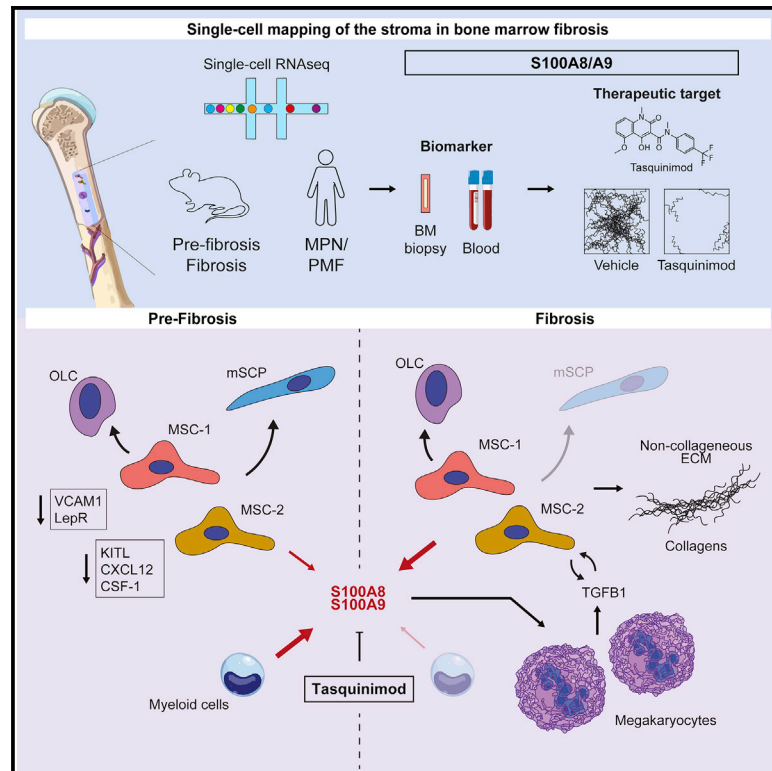 Single-cell mapping of the stroma in bone marrow fibrosis
Single-cell RNAseq
S100A8/A9
Therapeutic target
Tasquinimod
Biomarker
Pre-fibrosis
Fibrosis
MPN/
PMF
BM
biopsy
Blood
Vehicle
Tasquinimod
Pre-Fibrosis
OLC
mSCP
MSC-1
VCAM1
LepR
MSC-2
KITL
CXCL12
CSF-1
Myeloid cells
S100A8
S100A9
Tasquinimod
Fibrosis
OLC
mSCP
MSC-1
Non-collageneous
ECM
MSC-2
Collagens
TGFB1
Megakaryocytes